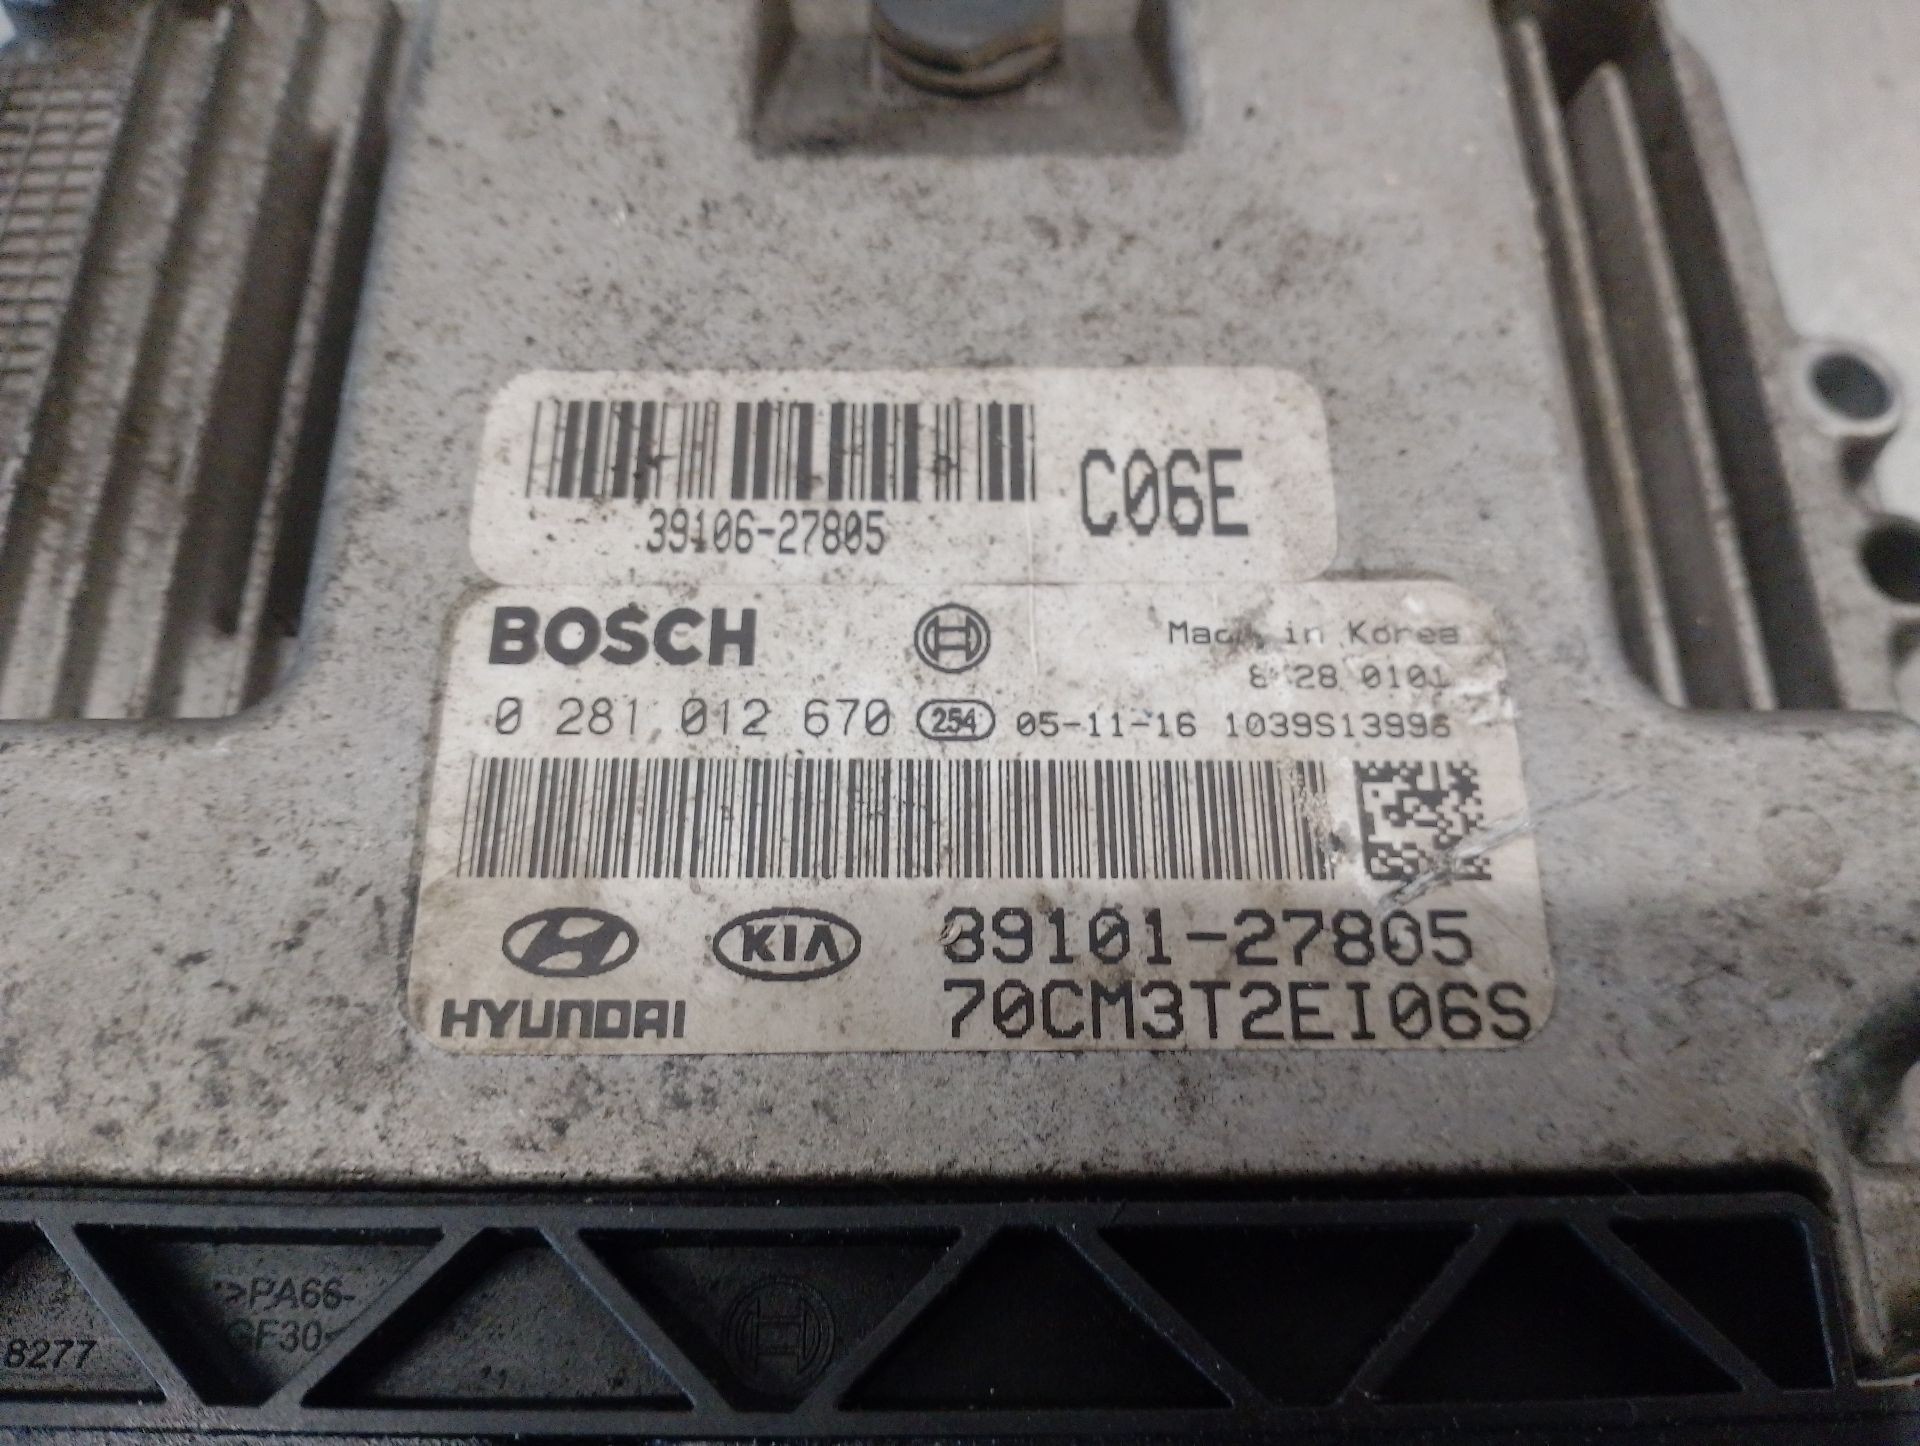 C06E
39106-27805
BOSCH
Made in Korea
28 0101
0 281 012 670 254 05-11-16 1039S13996
HYUNDAI KIA 39101-27805
70CM3T2EI06S
>PA66-
GF30<
8277